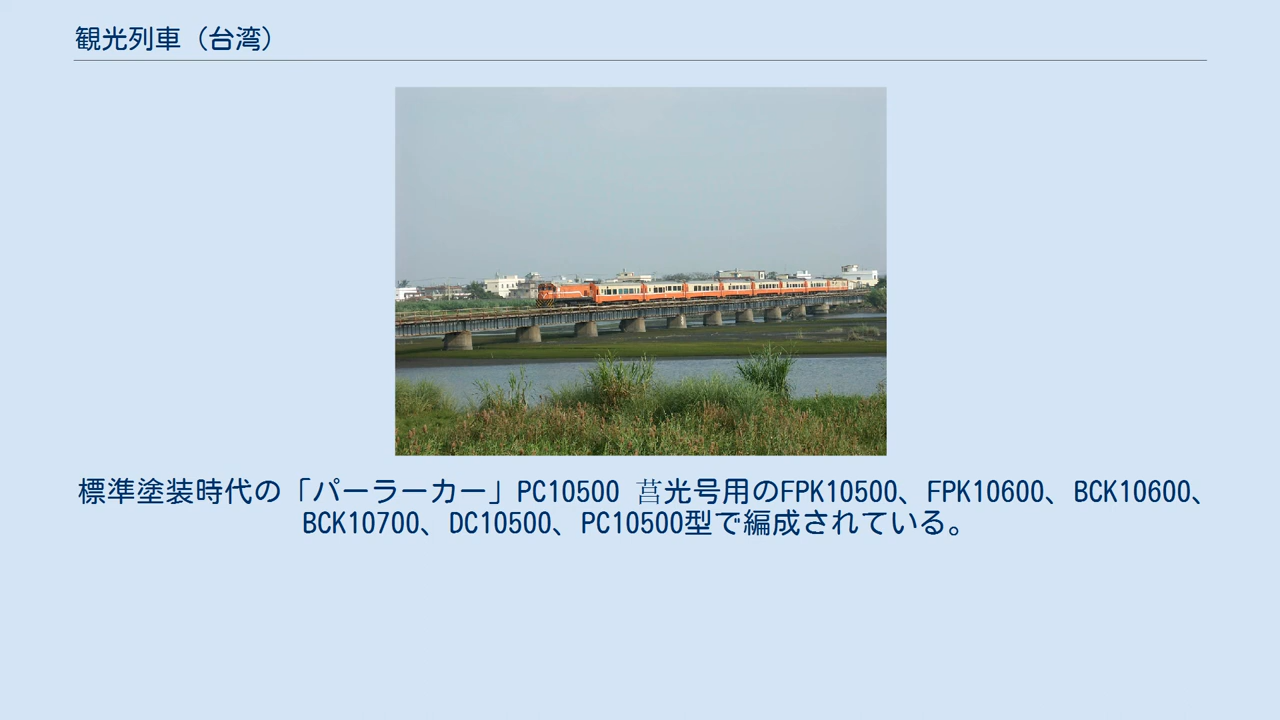 観光列車（台湾）
標準塗装時代の「パーラーカー」PC10500 莒光号用のFPK10500、FPK10600、BCK10600、
BCK10700、DC10500、PC10500型で編成されている。